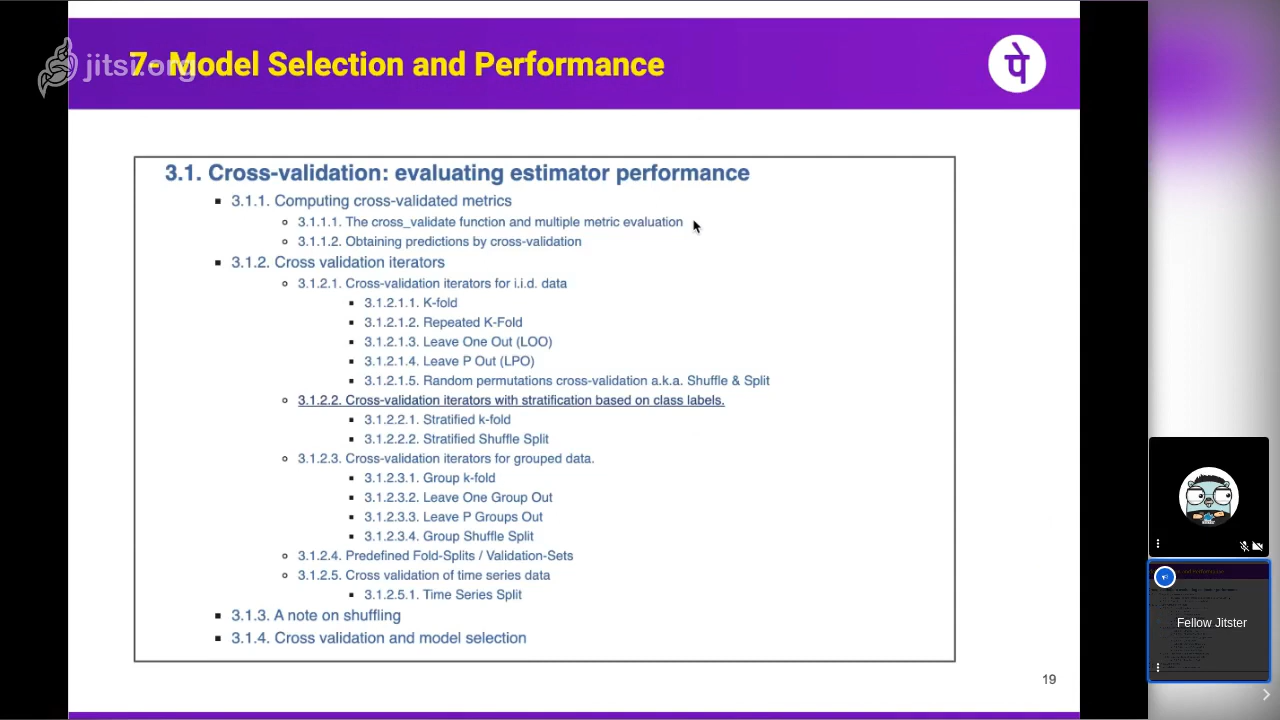 7- Model Selection and Performance
jitsi.org
पे
3.1. Cross-validation: evaluating estimator performance
3.1.1. Computing cross-validated metrics
3.1.1.1. The cross_validate function and multiple metric evaluation
3.1.1.2. Obtaining predictions by cross-validation
3.1.2. Cross validation iterators
3.1.2.1. Cross-validation iterators for i.i.d. data
3.1.2.1.1. K-fold
3.1.2.1.2. Repeated K-Fold
3.1.2.1.3. Leave One Out (LOO)
3.1.2.1.4. Leave P Out (LPO)
3.1.2.1.5. Random permutations cross-validation a.k.a. Shuffle & Split
3.1.2.2. Cross-validation iterators with stratification based on class labels.
3.1.2.2.1. Stratified k-fold
3.1.2.2.2. Stratified Shuffle Split
3.1.2.3. Cross-validation iterators for grouped data.
3.1.2.3.1. Group k-fold
3.1.2.3.2. Leave One Group Out
3.1.2.3.3. Leave P Groups Out
3.1.2.3.4. Group Shuffle Split
3.1.2.4. Predefined Fold-Splits / Validation-Sets
3.1.2.5. Cross validation of time series data
3.1.2.5.1. Time Series Split
3.1.3. A note on shuffling
3.1.4. Cross validation and model selection
19
Fellow Jitster